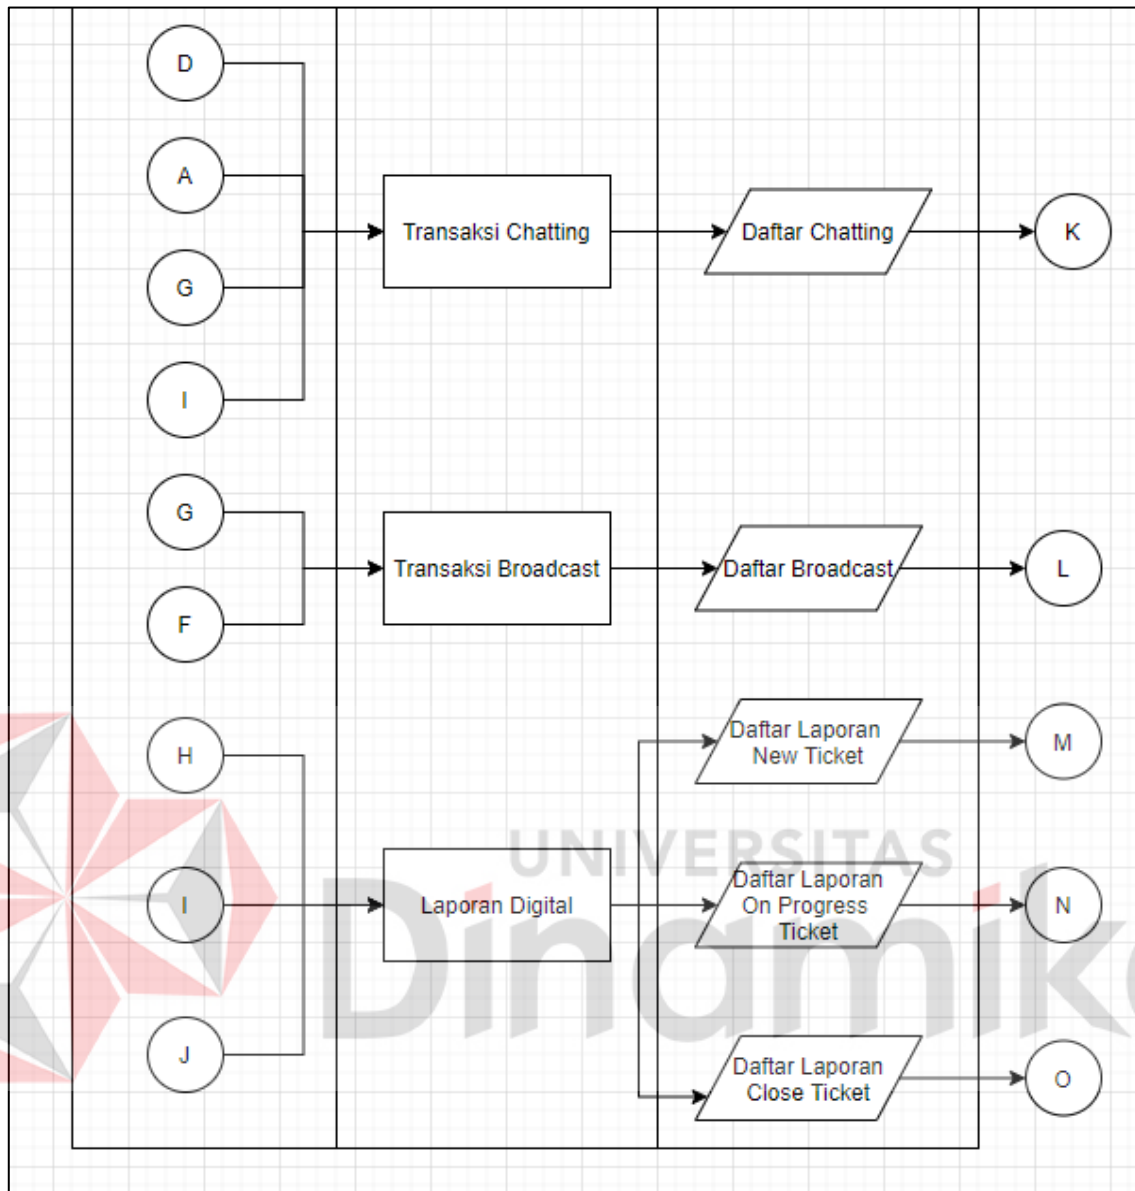 D
A
Transaksi Chatting
Daftar Chatting
K
G
I
G
Transaksi Broadcast
Daftar Broadcast
L
F
H
Daftar Laporan
New Ticket
M
UNIVERSITAS
Dinamika
I
Laporan Digital
Daftar Laporan
On Progress
Ticket
N
J
Daftar Laporan
Close Ticket
O